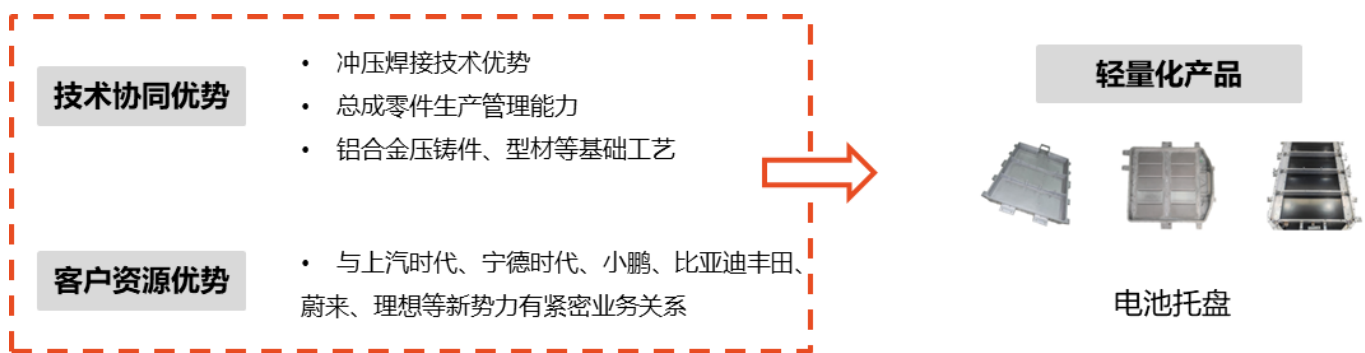 技术协同优势
• 冲压焊接技术优势
• 总成零件生产管理能力
• 铝合金压铸件、型材等基础工艺
客户资源优势
• 与上汽时代、宁德时代、小鹏、比亚迪丰田、
蔚来、理想等新势力有紧密业务关系
轻量化产品
电池托盘